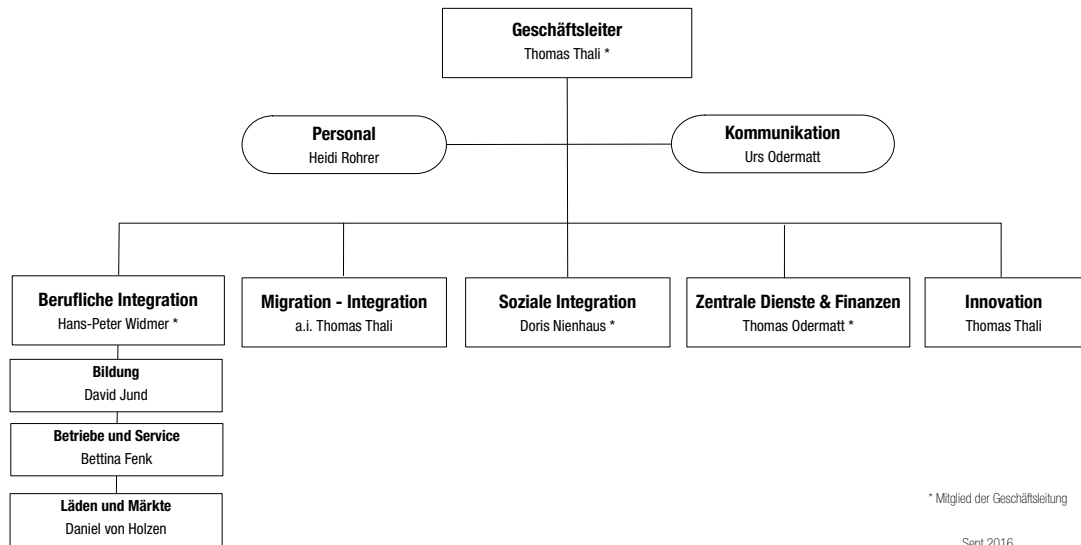 Geschäftsleiter
Thomas Thali *
Personal
Heidi Rohrer
Kommunikation
Urs Odermatt
Berufliche Integration
Hans-Peter Widmer *
Migration - Integration
a.i. Thomas Thali
Soziale Integration
Doris Nienhaus *
Zentrale Dienste & Finanzen
Thomas Odermatt *
Innovation
Thomas Thali
Bildung
David Jund
Betriebe und Service
Bettina Fenk
Läden und Märkte
Daniel von Holzen
* Mitglied der Geschäftsleitung
Sept 2016